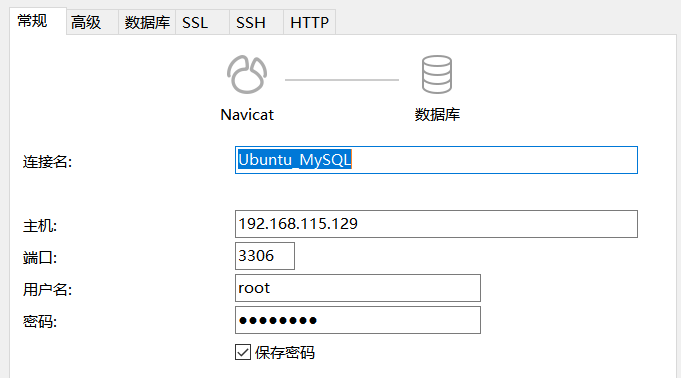 常规 高级 数据库 SSL SSH HTTP
Navicat 数据库
连接名: Ubuntu_MySQL
主机: 192.168.115.129
端口: 3306
用户名: root
密码: ●●●●●●●●
保存密码